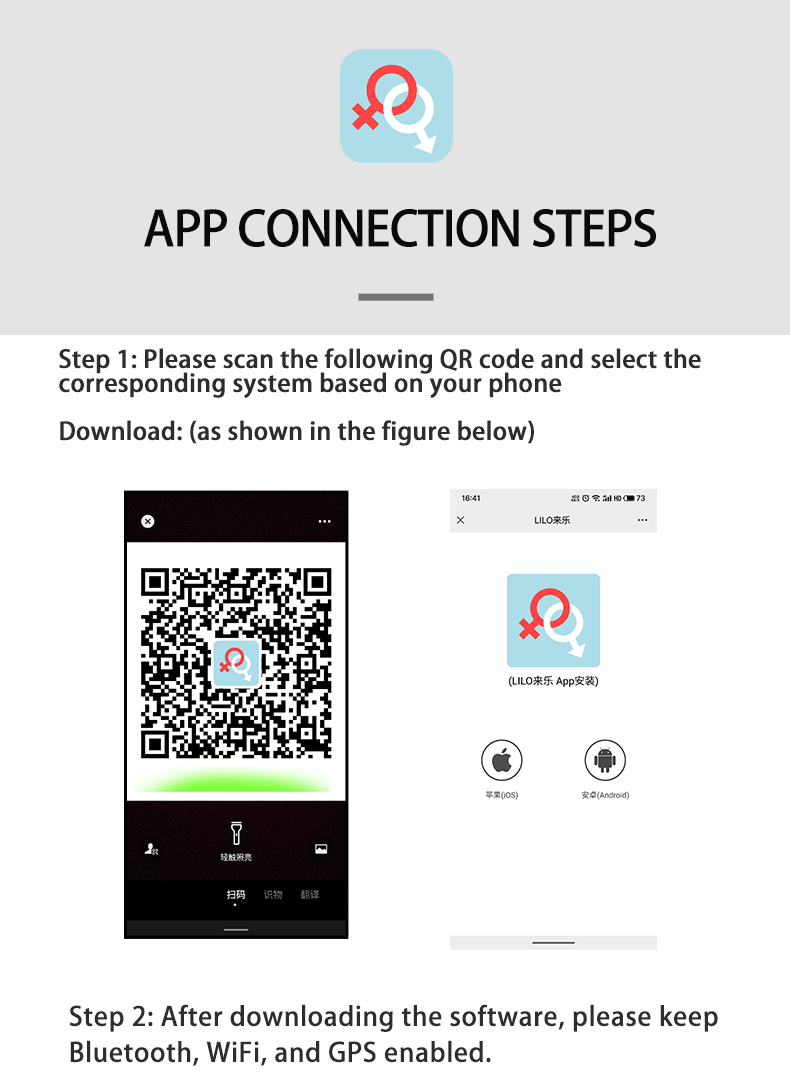 APP CONNECTION STEPS
Step 1: Please scan the following QR code and select the
corresponding system based on your phone
Download: (as shown in the figure below)
轻触照亮
扫码 识物 翻译
16:41
HD 73
LILO来乐
(LILO来乐 App安装)
苹果(iOS)
安卓(Android)
Step 2: After downloading the software, please keep
Bluetooth, WiFi, and GPS enabled.